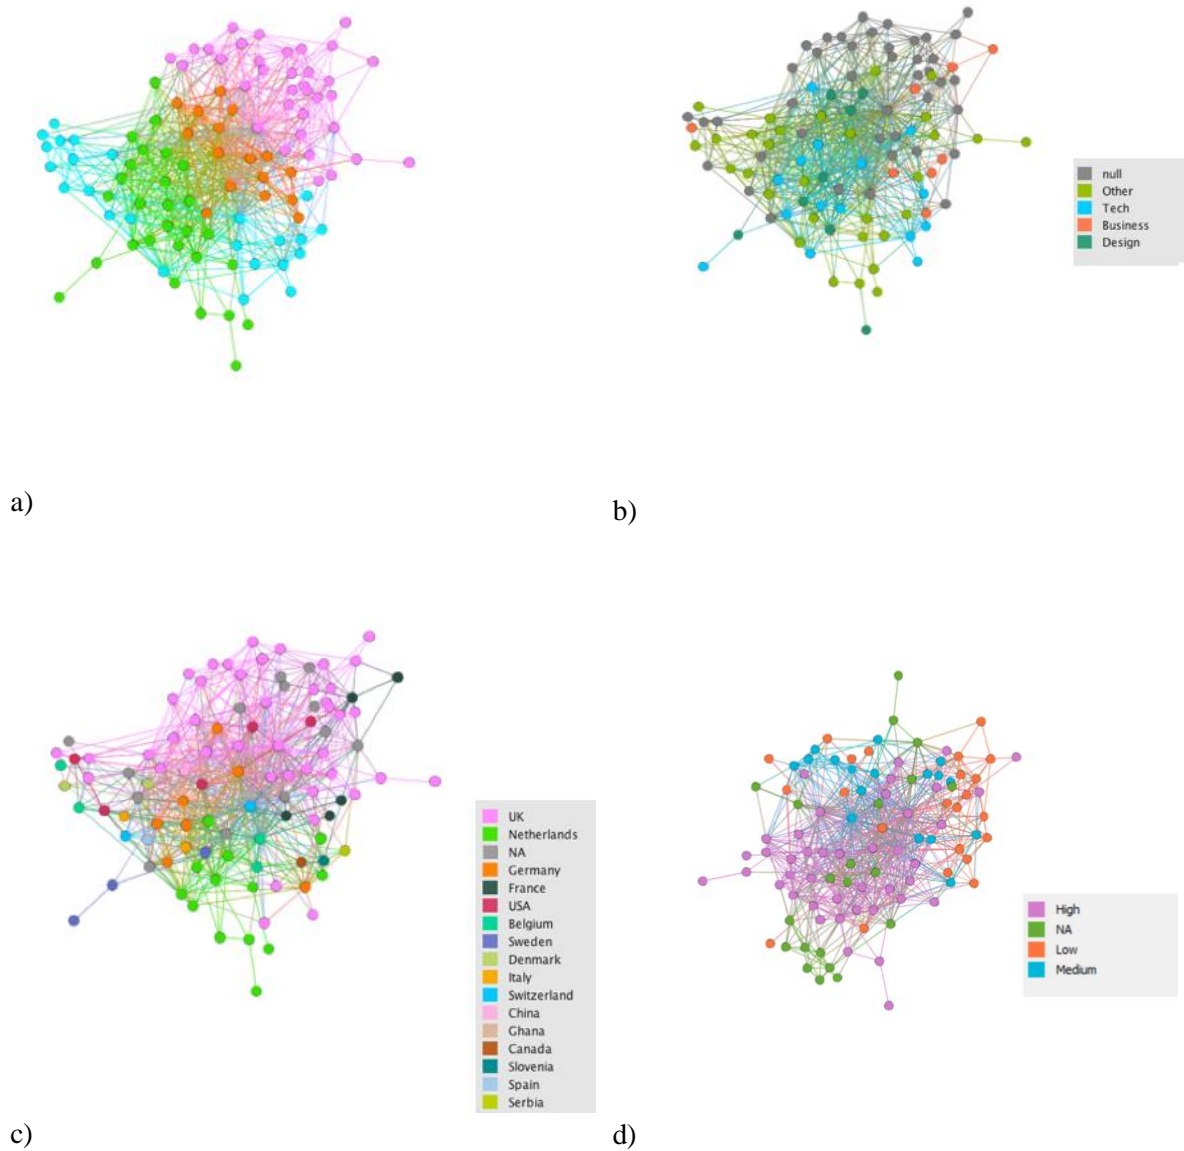 null
Other
Tech
Business
Design
a)
b)
UK
Netherlands
NA
Germany
France
USA
Belgium
Sweden
Denmark
Italy
Switzerland
China
Ghana
Canada
Slovenia
Spain
Serbia
High
NA
Low
Medium
c)
d)